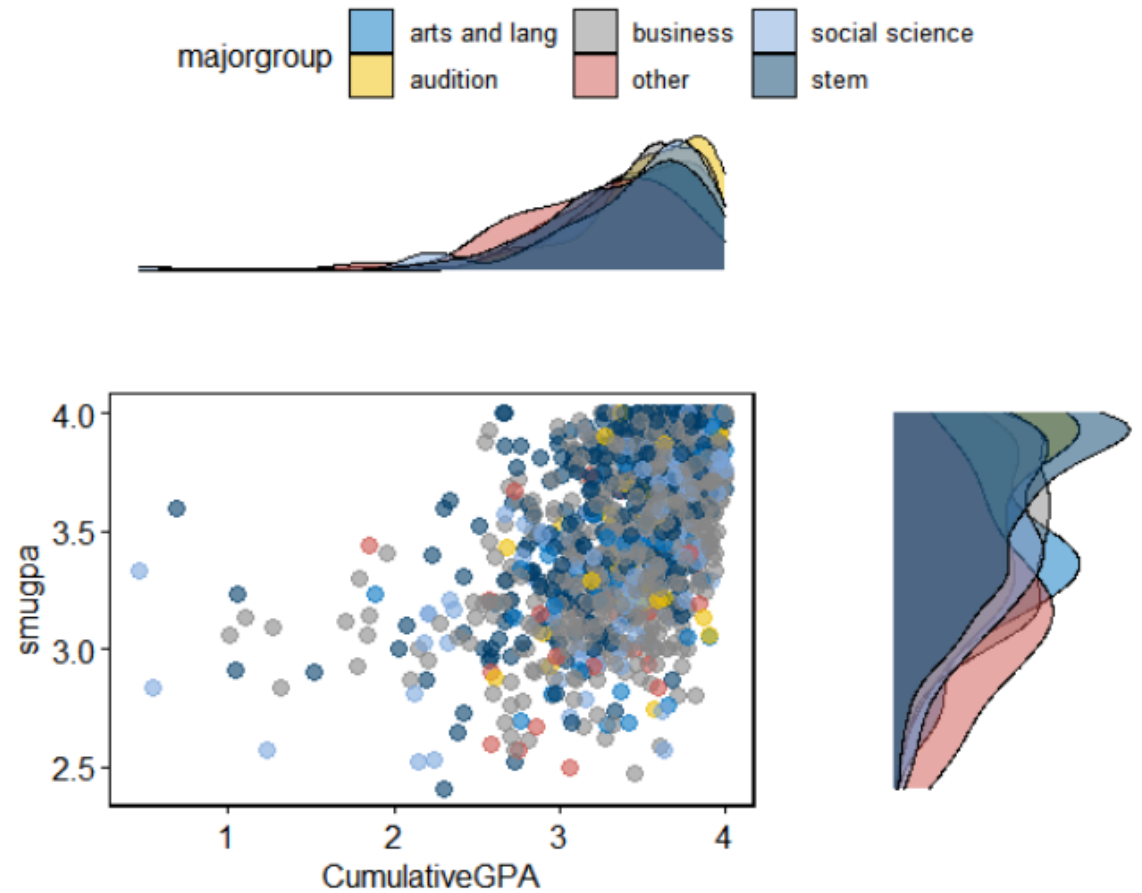 majorgroup
arts and lang business social science
audition other stem
4.0
3.5
3.0
2.5
smugpa
1 2 3 4
CumulativeGPA